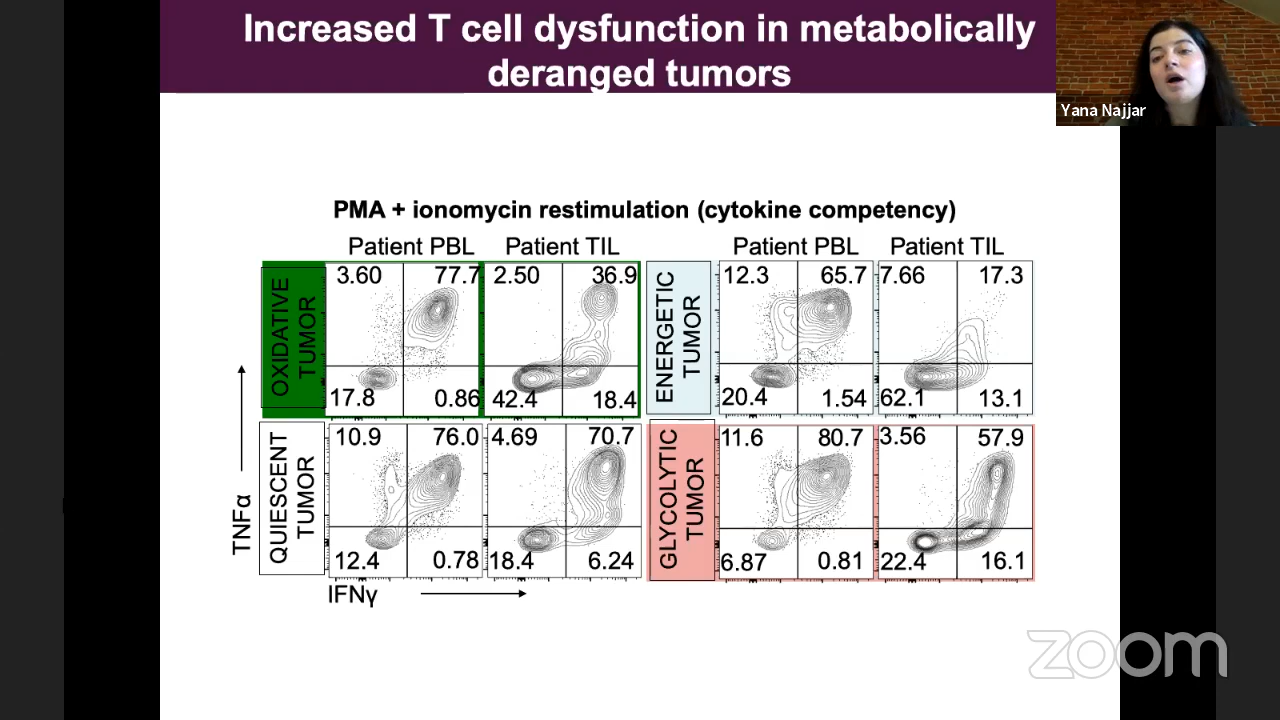 Increased T cell dysfunction in metabolically
deranged tumors
Yana Najjar
PMA + ionomycin restimulation (cytokine competency)
Patient PBL
Patient TIL
Patient PBL
Patient TIL
OXIDATIVE
TUMOR
3.60
77.7
17.8
0.86
2.50
36.9
42.4
18.4
ENERGETIC
TUMOR
12.3
65.7
20.4
1.54
7.66
17.3
62.1
13.1
QUIESCENT
TUMOR
10.9
76.0
12.4
0.78
4.69
70.7
18.4
6.24
GLYCOLYTIC
TUMOR
11.6
80.7
6.87
0.81
3.56
57.9
22.4
16.1
TNFα
IFNγ
zoom